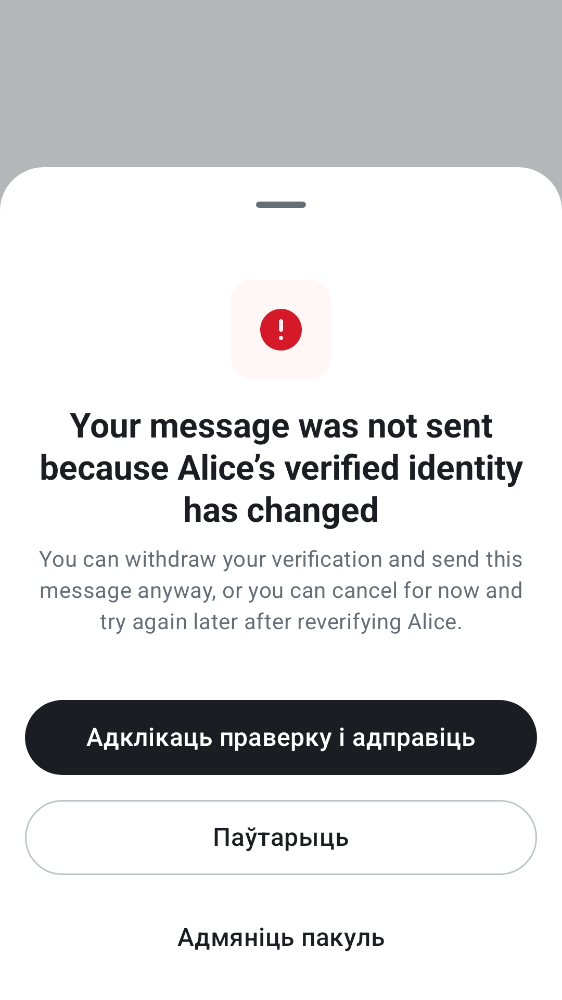 Your message was not sent
because Alice’s verified identity
has changed
You can withdraw your verification and send this
message anyway, or you can cancel for now and
try again later after reverifying Alice.
Адклікаць праверку і адправіць
Паўтарыць
Адмяніць пакуль